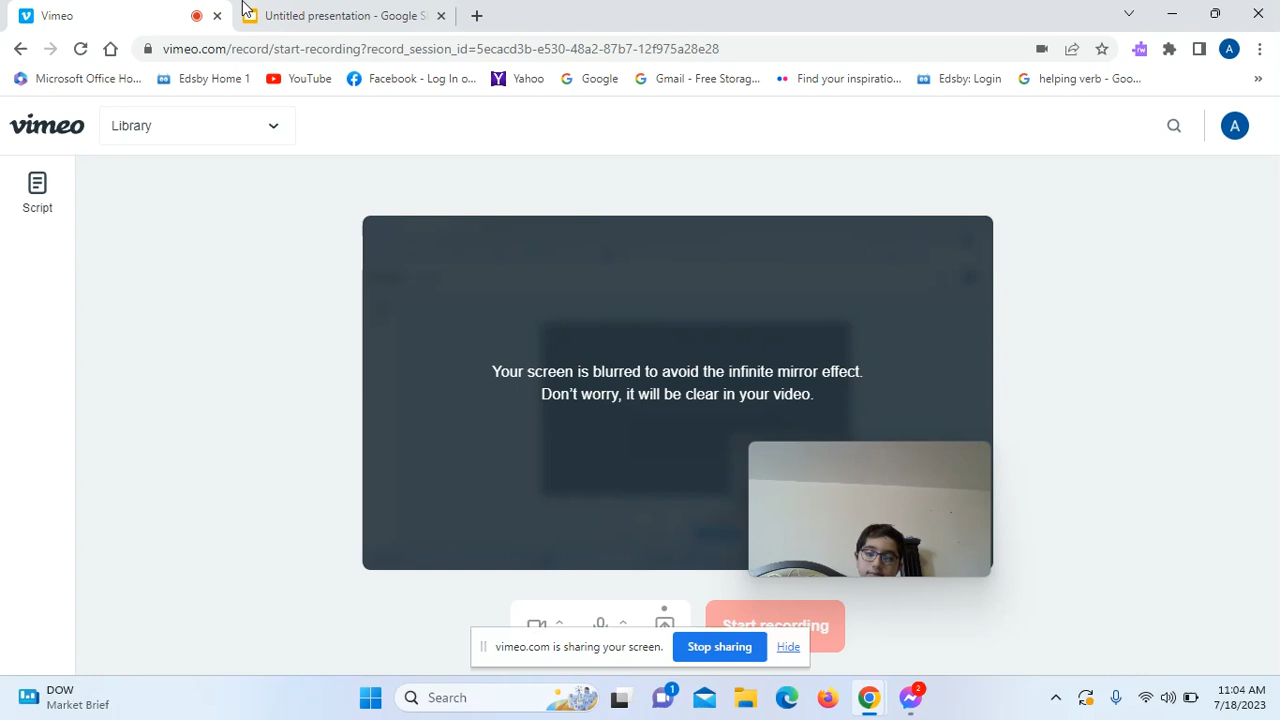 Vimeo
Untitled presentation - Google S
vimeo.com/record/start-recording?record_session_id=5ecacd3b-e530-48a2-87b7-12f975a28e28
A
Microsoft Office Ho...
Edsby Home 1
YouTube
Facebook - Log In o...
Yahoo
Google
Gmail - Free Storag...
Find your inspiratio...
Edsby: Login
helping verb - Goo...
»
vimeo
Library
A
Script
Your screen is blurred to avoid the infinite mirror effect.
Don't worry, it will be clear in your video.
Start recording
vimeo.com is sharing your screen.
Stop sharing
Hide
DOW
Market Brief
Search
1
2
11:04 AM
7/18/2023